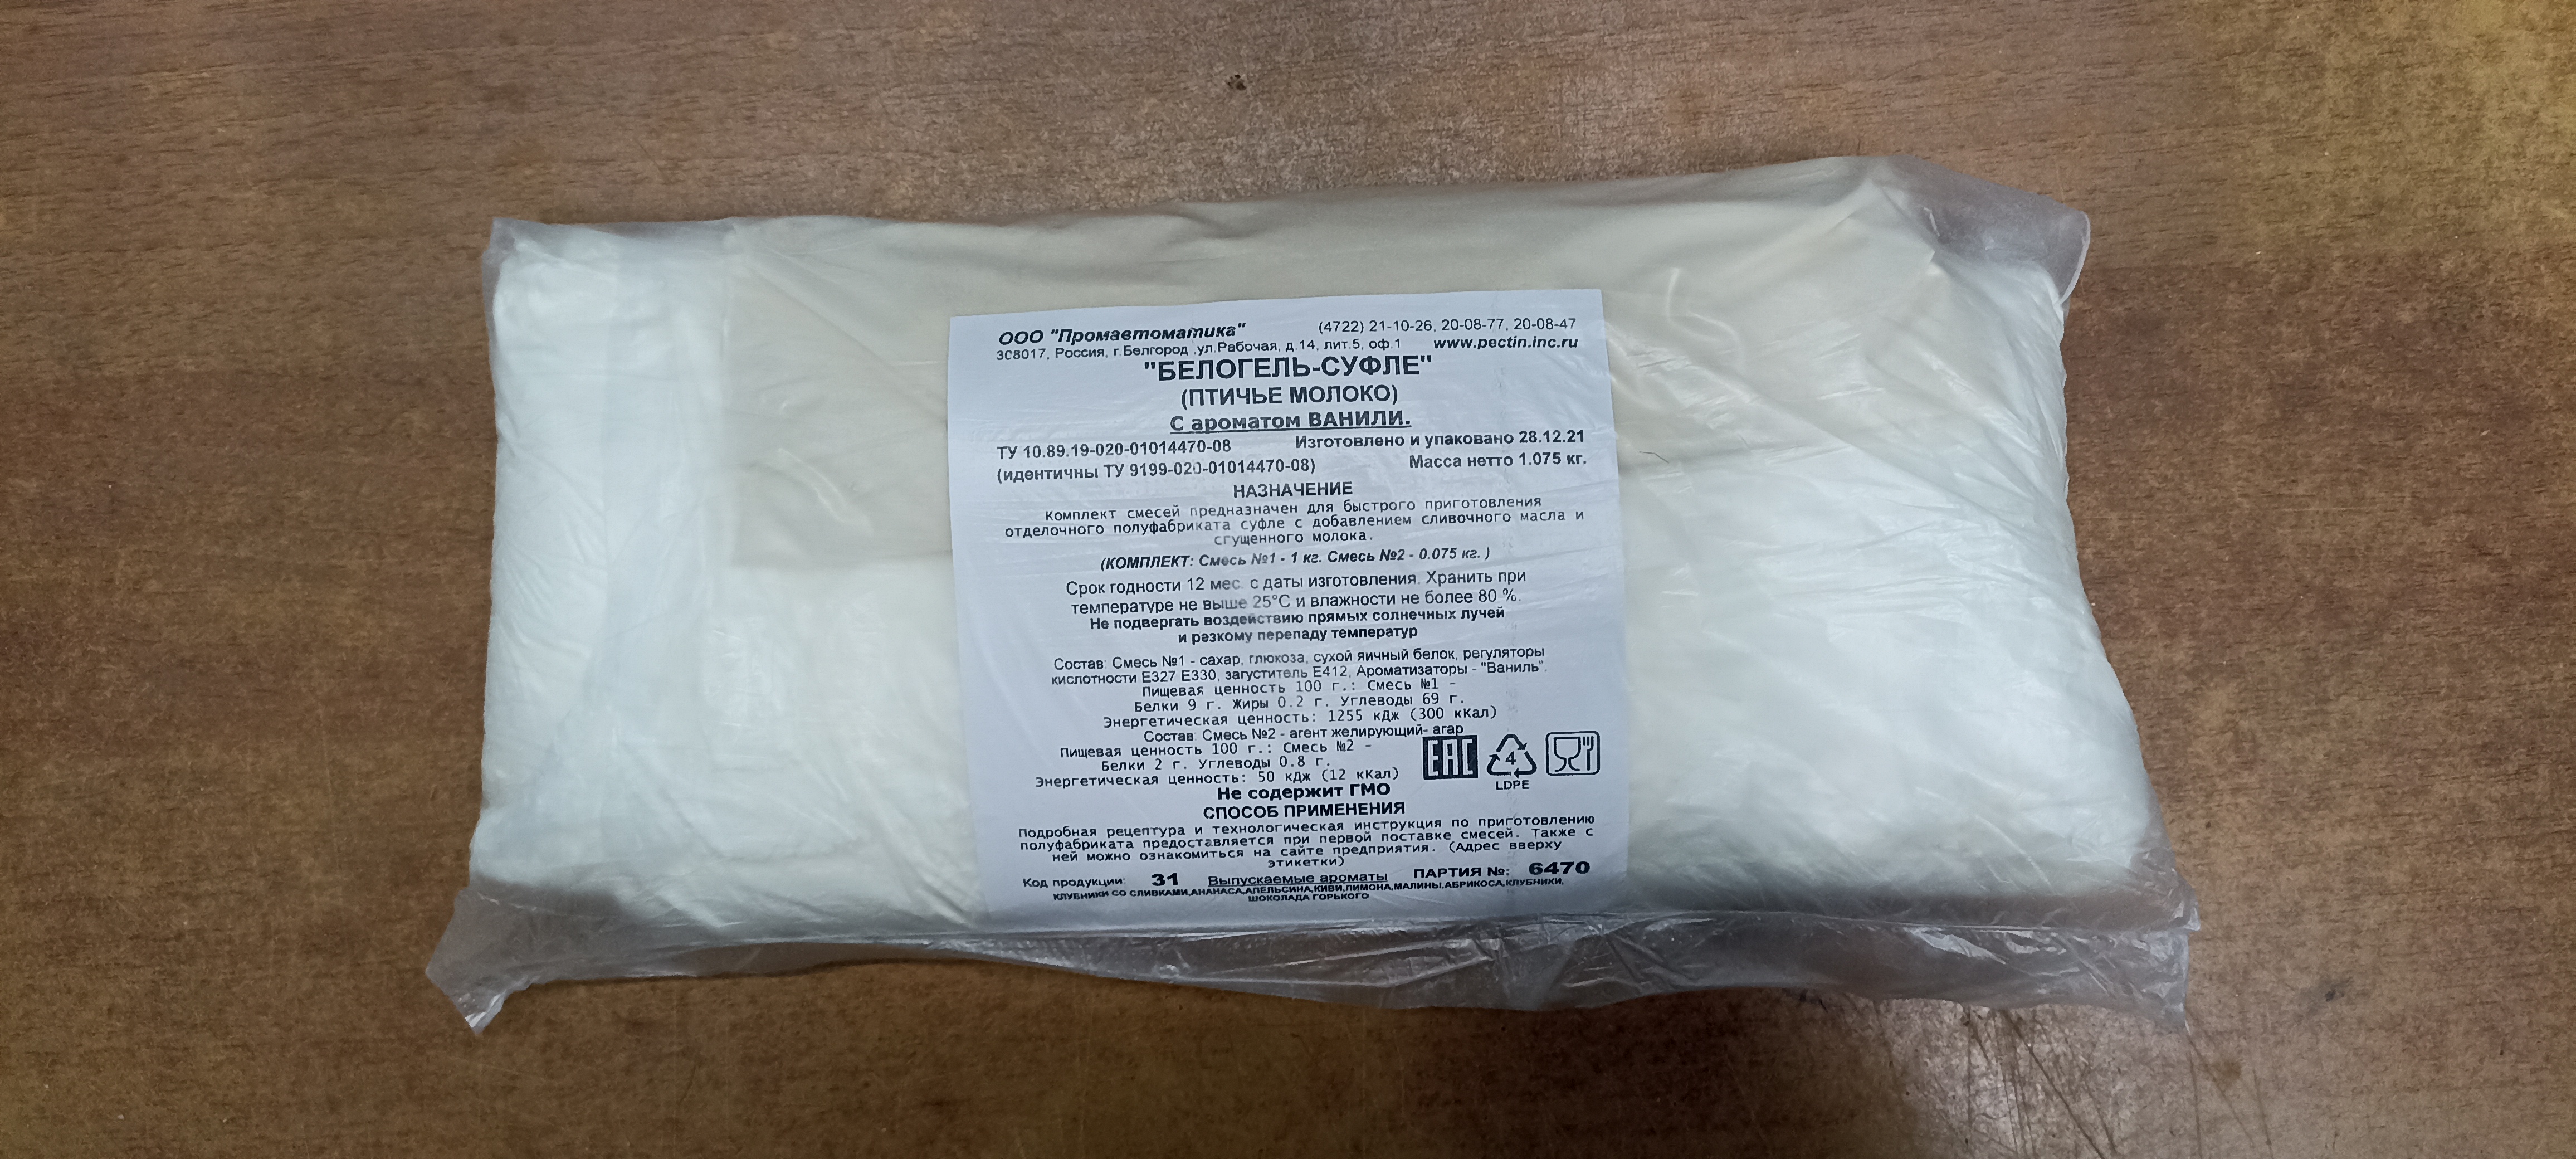 ООО "Промавтоматика" (4722) 21-10-26, 20-08-77, 20-08-47
308017, Россия, г.Белгород ,ул.Рабочая, д.14, лит.5, оф.1 www.pectin.inc.ru
"БЕЛОГЕЛЬ-СУФЛЕ"
(ПТИЧЬЕ МОЛОКО)
С ароматом ВАНИЛИ.
ТУ 10.89.19-020-01014470-08 Изготовлено и упаковано 28.12.21
(идентичны ТУ 9199-020-01014470-08) Масса нетто 1.075 кг.
НАЗНАЧЕНИЕ
Комплект смесей предназначен для быстрого приготовления
отделочного полуфабриката суфле с добавлением сливочного масла и
сгущенного молока.
(КОМПЛЕКТ: Смесь №1 - 1 кг. Смесь №2 - 0.075 кг. )
Срок годности 12 мес. с даты изготовления. Хранить при
температуре не выше 25°С и влажности не более 80 %.
Не подвергать воздействию прямых солнечных лучей
и резкому перепаду температур
Состав: Смесь №1 - сахар, глюкоза, сухой яичный белок, регуляторы
кислотности Е327 Е330, загуститель Е412, Ароматизаторы - "Ваниль".
Пищевая ценность 100 г.: Смесь №1 -
Белки 9 г. Жиры 0.2 г. Углеводы 69 г.
Энергетическая ценность: 1255 кДж (300 кКал)
Состав: Смесь №2 - агент желирующий- агар
Пищевая ценность 100 г.: Смесь №2 -
Белки 2 г. Углеводы 0.8 г.
Энергетическая ценность: 50 кДж (12 кКал)
EAC 4
LDPE
Не содержит ГМО
СПОСОБ ПРИМЕНЕНИЯ
Подробная рецептура и технологическая инструкция по приготовлению
полуфабриката предоставляется при первой поставке смесей. Также с
ней можно ознакомиться на сайте предприятия. (Адрес вверху
этикетки)
Код продукции: 31 Выпускаемые ароматы ПАРТИЯ №: 6470
КЛУБНИКИ СО СЛИВКАМИ,АНАНАСА,АПЕЛЬСИНА,КИВИ,ЛИМОНА,МАЛИНЫ,АБРИКОСА,КЛУБНИКИ,
ШОКОЛАДА ГОРЬКОГО